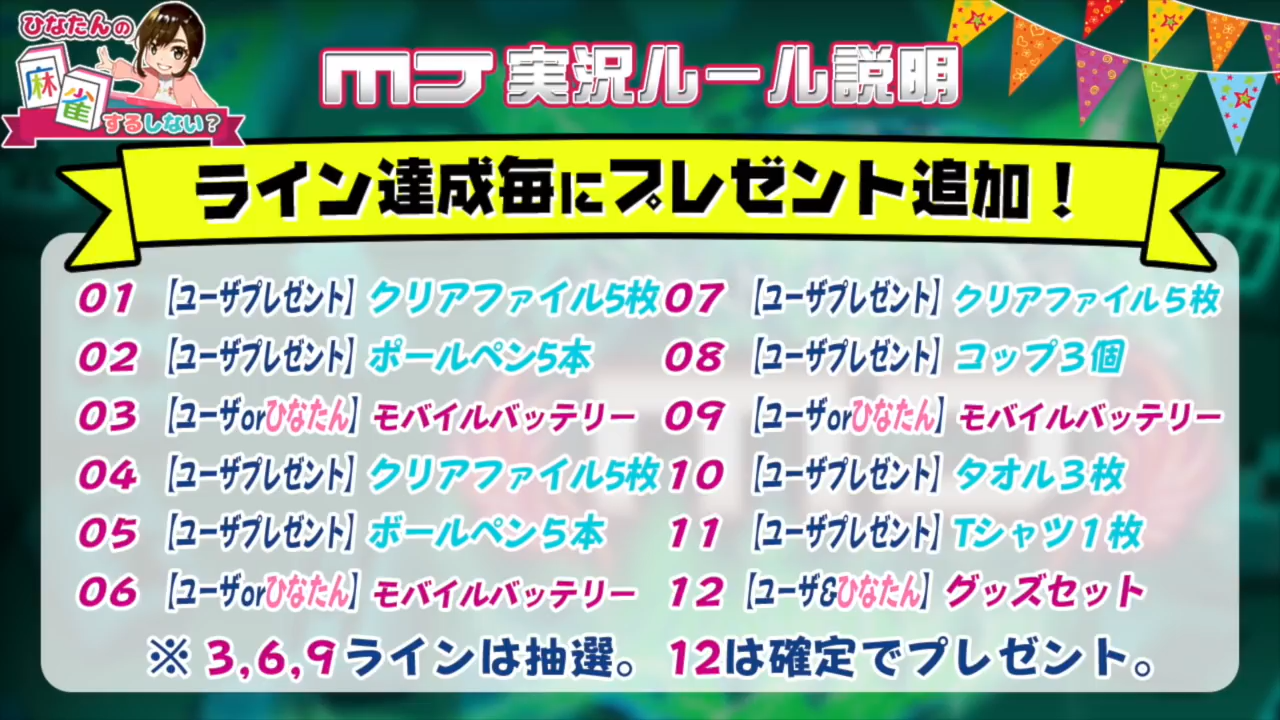 ひなたんの
麻雀
するしない？
MJ 実況ルール説明
ライン達成毎にプレゼント追加！
01 【ユーザプレゼント】 クリアファイル5枚
02 【ユーザプレゼント】 ポールペン5本
03 【ユーザorひなたん】 モバイルバッテリー
04 【ユーザプレゼント】 クリアファイル5枚
05 【ユーザプレゼント】 ボールペン５本
06 【ユーザorひなたん】 モバイルバッテリー
07 【ユーザプレゼント】 クリアファイル５枚
08 【ユーザプレゼント】 コップ３個
09 【ユーザorひなたん】 モバイルバッテリー
10 【ユーザプレゼント】 タオル３枚
11 【ユーザプレゼント】 Tシャツ１枚
12 【ユーザ&ひなたん】 グッズセット
※ 3,6,9ラインは抽選。 12は確定でプレゼント。